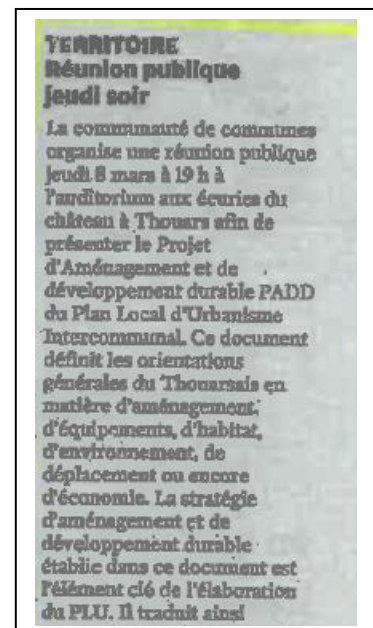 TERRITOIRE
Réunion publique
jeudi soir
La communauté de communes
organise une réunion publique
jeudi 8 mars à 19 h à
l'auditorium aux écuries du
château à Thouars afin de
présenter le Projet
d'Aménagement et de
développement durable PADD
du Plan Local d'Urbanisme
Intercommunal. Ce document
définit les orientations
générales du Thouarsais en
matière d'aménagement,
d'équipements, d'habitat,
d'environnement, de
déplacement ou encore
d'économie. La stratégie
d'aménagement et de
développement durable
établie dans ce document est
l'élément clé de l'élaboration
du PLU. Il traduit ainsi